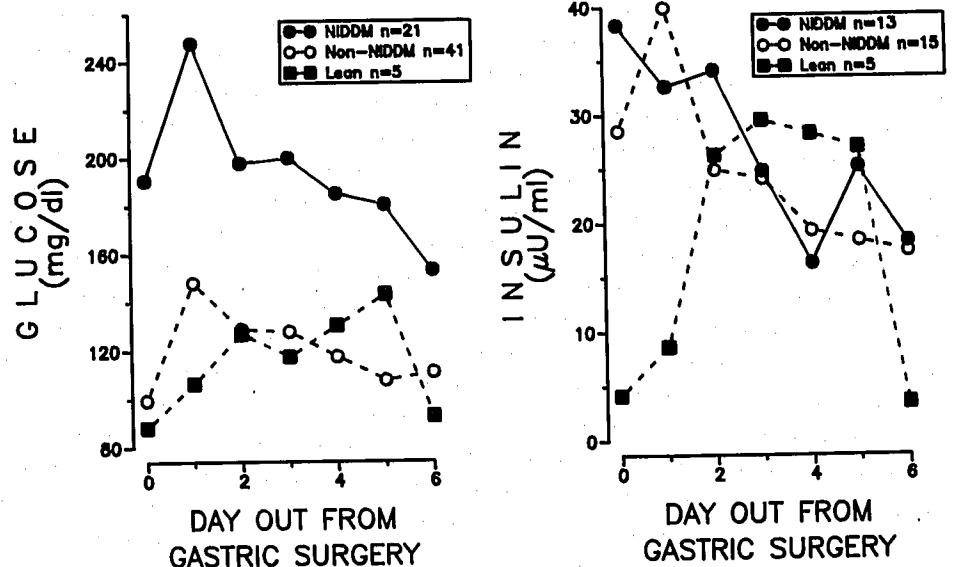 NIDDM n=21
Non-NIDDM n=41
Lean n=5
GLUCOSE
(mg/dl)
240
200
160
120
80
0 2 4 6
DAY OUT FROM
GASTRIC SURGERY
NIDDM n=13
Non-NIDDM n=15
Lean n=5
INSULIN
(μU/ml)
40
30
20
10
0
0 2 4 6
DAY OUT FROM
GASTRIC SURGERY